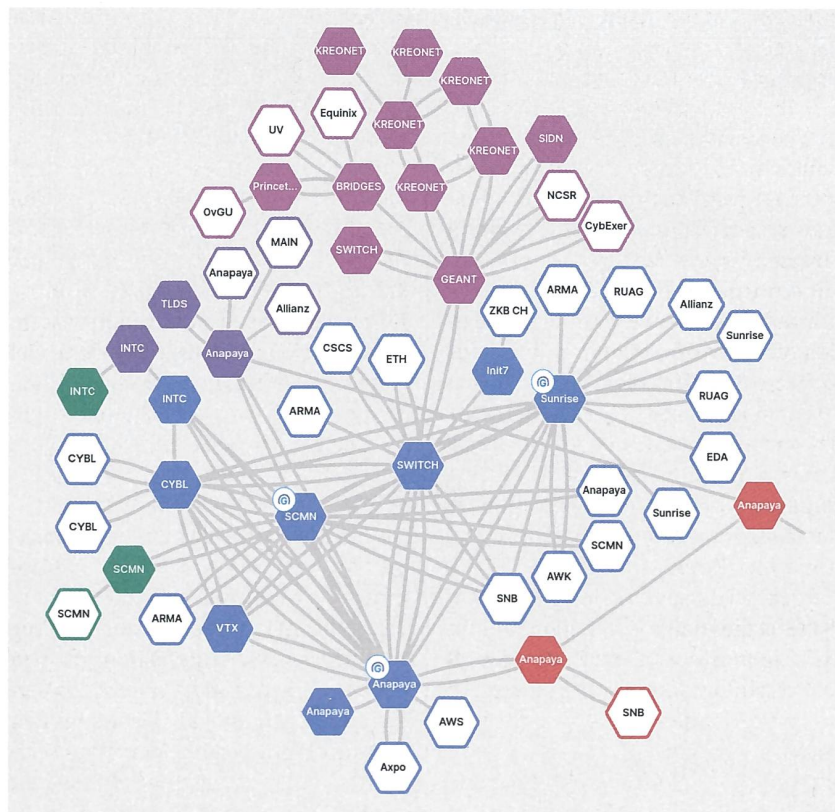 KREONET
KREONET
KREONET
Equinix
KREONET
UV
SIDN
KREONET
Princet...
BRIDGES
KREONET
NCSR
OvGU
CybExer
MAIN
SWITCH
Anapaya
GEANT
TLDS
Allianz
ZKB CH
ARMA
RUAG
Allianz
Sunrise
INTC
Anapaya
CSCS
ETH
Init7
G
Sunrise
INTC
INTC
RUAG
ARMA
CYBL
SWITCH
EDA
CYBL
G
SCMN
Anapaya
Sunrise
Anapaya
CYBL
SCMN
SCMN
AWK
SNB
SCMN
ARMA
VTX
G
Anapaya
Anapaya
Anapaya
AWS
SNB
Axpo